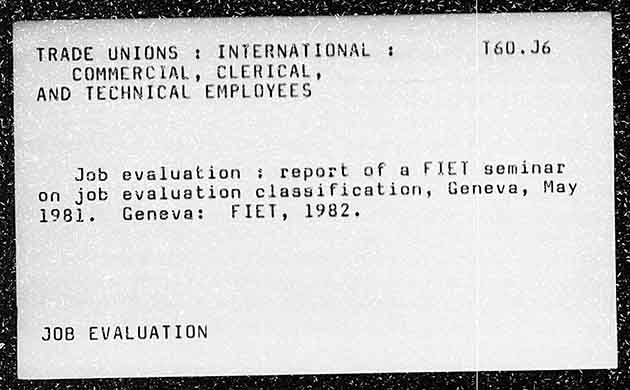 TRADE UNIONS : INTERNATIONAL : T60.J6
COMMERCIAL, CLERICAL,
AND TECHNICAL EMPLOYEES
Job evaluation : report of a FIET seminar
on job evaluation classification, Geneva, May
1981. Geneva: FIET, 1982.
JOB EVALUATION